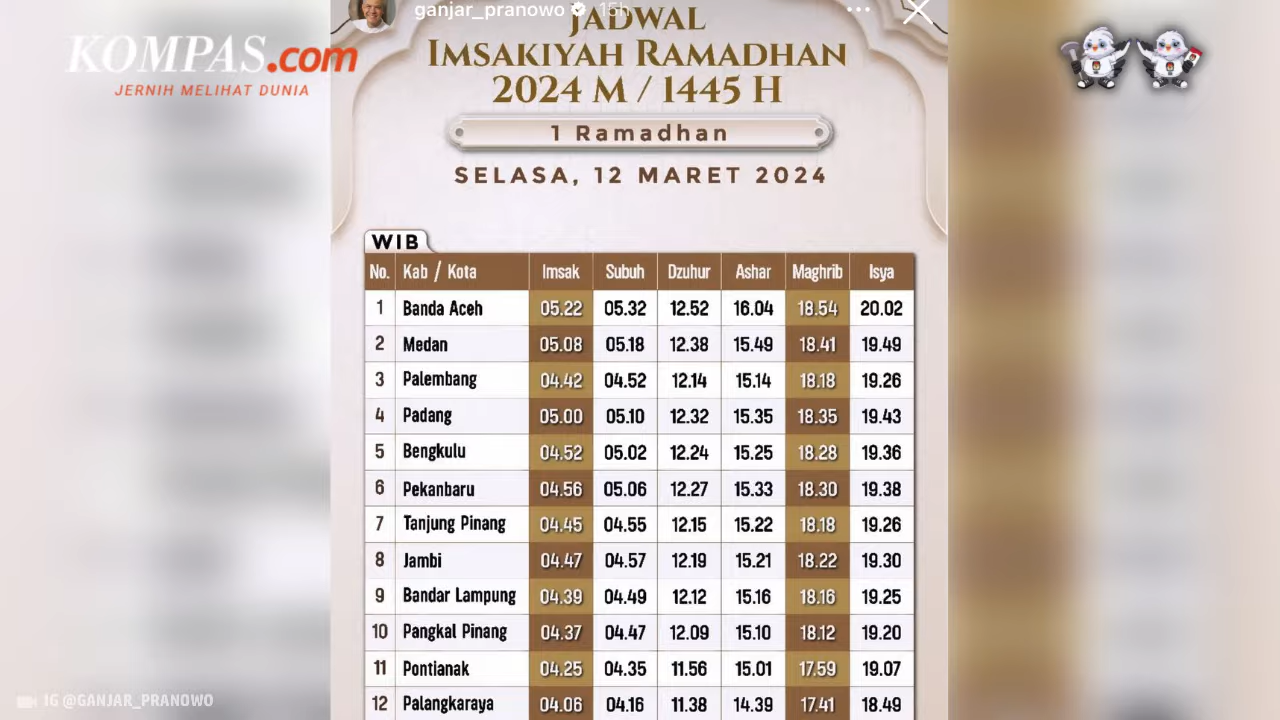 ganjar_pranowo 15h
KOMPAS.com
JERNIH MELIHAT DUNIA
JADWAL
IMSAKIYAH RAMADHAN
2024 M / 1445 H
1 Ramadhan
SELASA, 12 MARET 2024
WIB
No. Kab / Kota Imsak Subuh Dzuhur Ashar Maghrib Isya
1 Banda Aceh 05.22 05.32 12.52 16.04 18.54 20.02
2 Medan 05.08 05.18 12.38 15.49 18.41 19.49
3 Palembang 04.42 04.52 12.14 15.14 18.18 19.26
4 Padang 05.00 05.10 12.32 15.35 18.35 19.43
5 Bengkulu 04.52 05.02 12.24 15.25 18.28 19.36
6 Pekanbaru 04.56 05.06 12.27 15.33 18.30 19.38
7 Tanjung Pinang 04.45 04.55 12.15 15.22 18.18 19.26
8 Jambi 04.47 04.57 12.19 15.21 18.22 19.30
9 Bandar Lampung 04.39 04.49 12.12 15.16 18.16 19.25
10 Pangkal Pinang 04.37 04.47 12.09 15.10 18.12 19.20
11 Pontianak 04.25 04.35 11.56 15.01 17.59 19.07
12 Palangkaraya 04.06 04.16 11.38 14.39 17.41 18.49
IG @GANJAR_PRANOWO